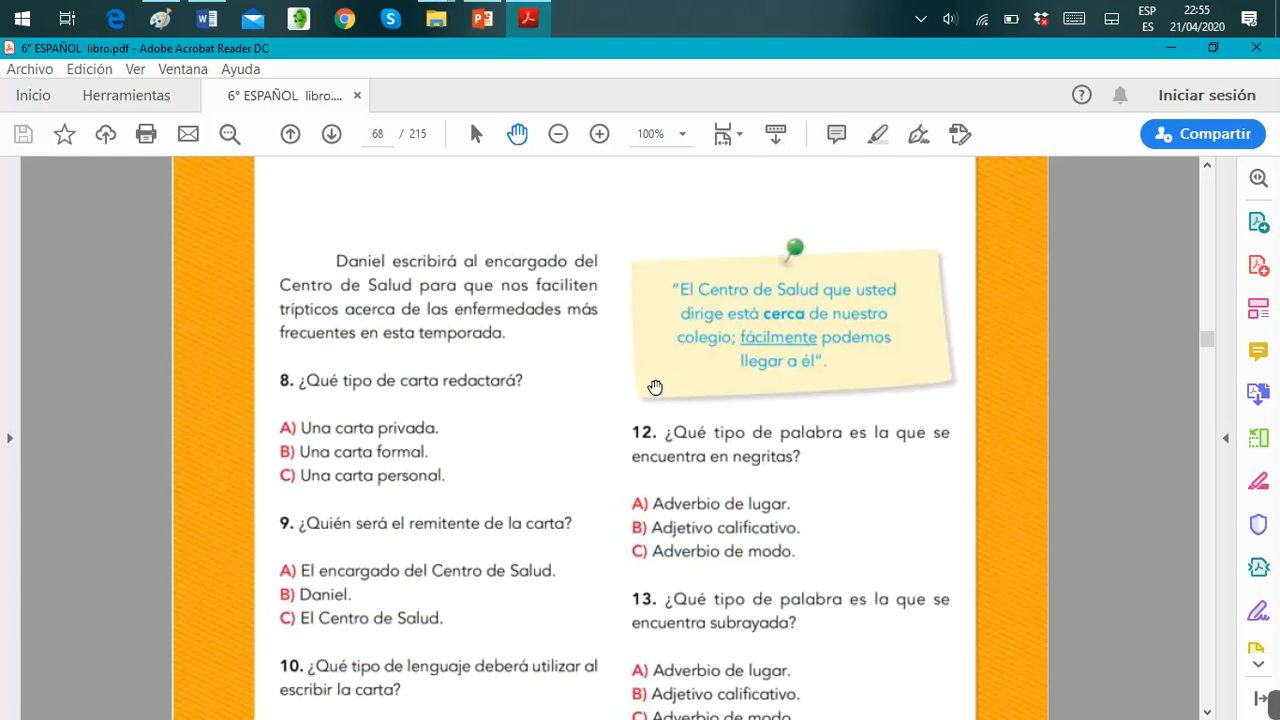 ESP
22:55
ES
21/04/2020
6° ESPAÑOL libro.pdf - Adobe Acrobat Reader DC
Archivo Edición Ver Ventana Ayuda
Inicio Herramientas 6° ESPAÑOL libro.... Iniciar sesión
68 / 215 100% Compartir
Daniel escribirá al encargado del
Centro de Salud para que nos faciliten
trípticos acerca de las enfermedades más
frecuentes en esta temporada.
8. ¿Qué tipo de carta redactará?
A) Una carta privada.
B) Una carta formal.
C) Una carta personal.
9. ¿Quién será el remitente de la carta?
A) El encargado del Centro de Salud.
B) Daniel.
C) El Centro de Salud.
10. ¿Qué tipo de lenguaje deberá utilizar al
escribir la carta?
“El Centro de Salud que usted
dirige está cerca de nuestro
colegio; fácilmente podemos
llegar a él”.
12. ¿Qué tipo de palabra es la que se
encuentra en negritas?
A) Adverbio de lugar.
B) Adjetivo calificativo.
C) Adverbio de modo.
13. ¿Qué tipo de palabra es la que se
encuentra subrayada?
A) Adverbio de lugar.
B) Adjetivo calificativo.
C) Adverbio de modo.